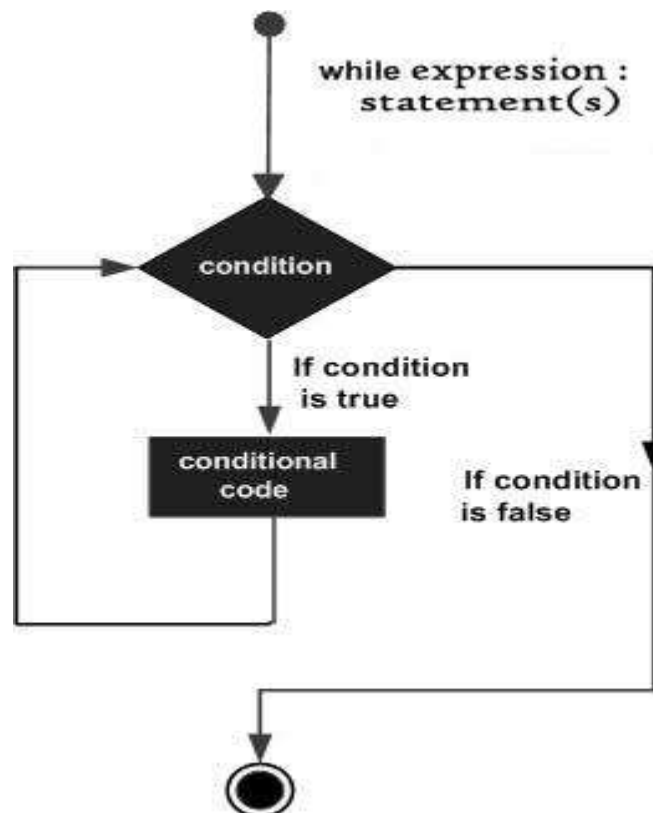 while expression :
statement(s)
condition
If condition
is true
conditional
code
If condition
is false